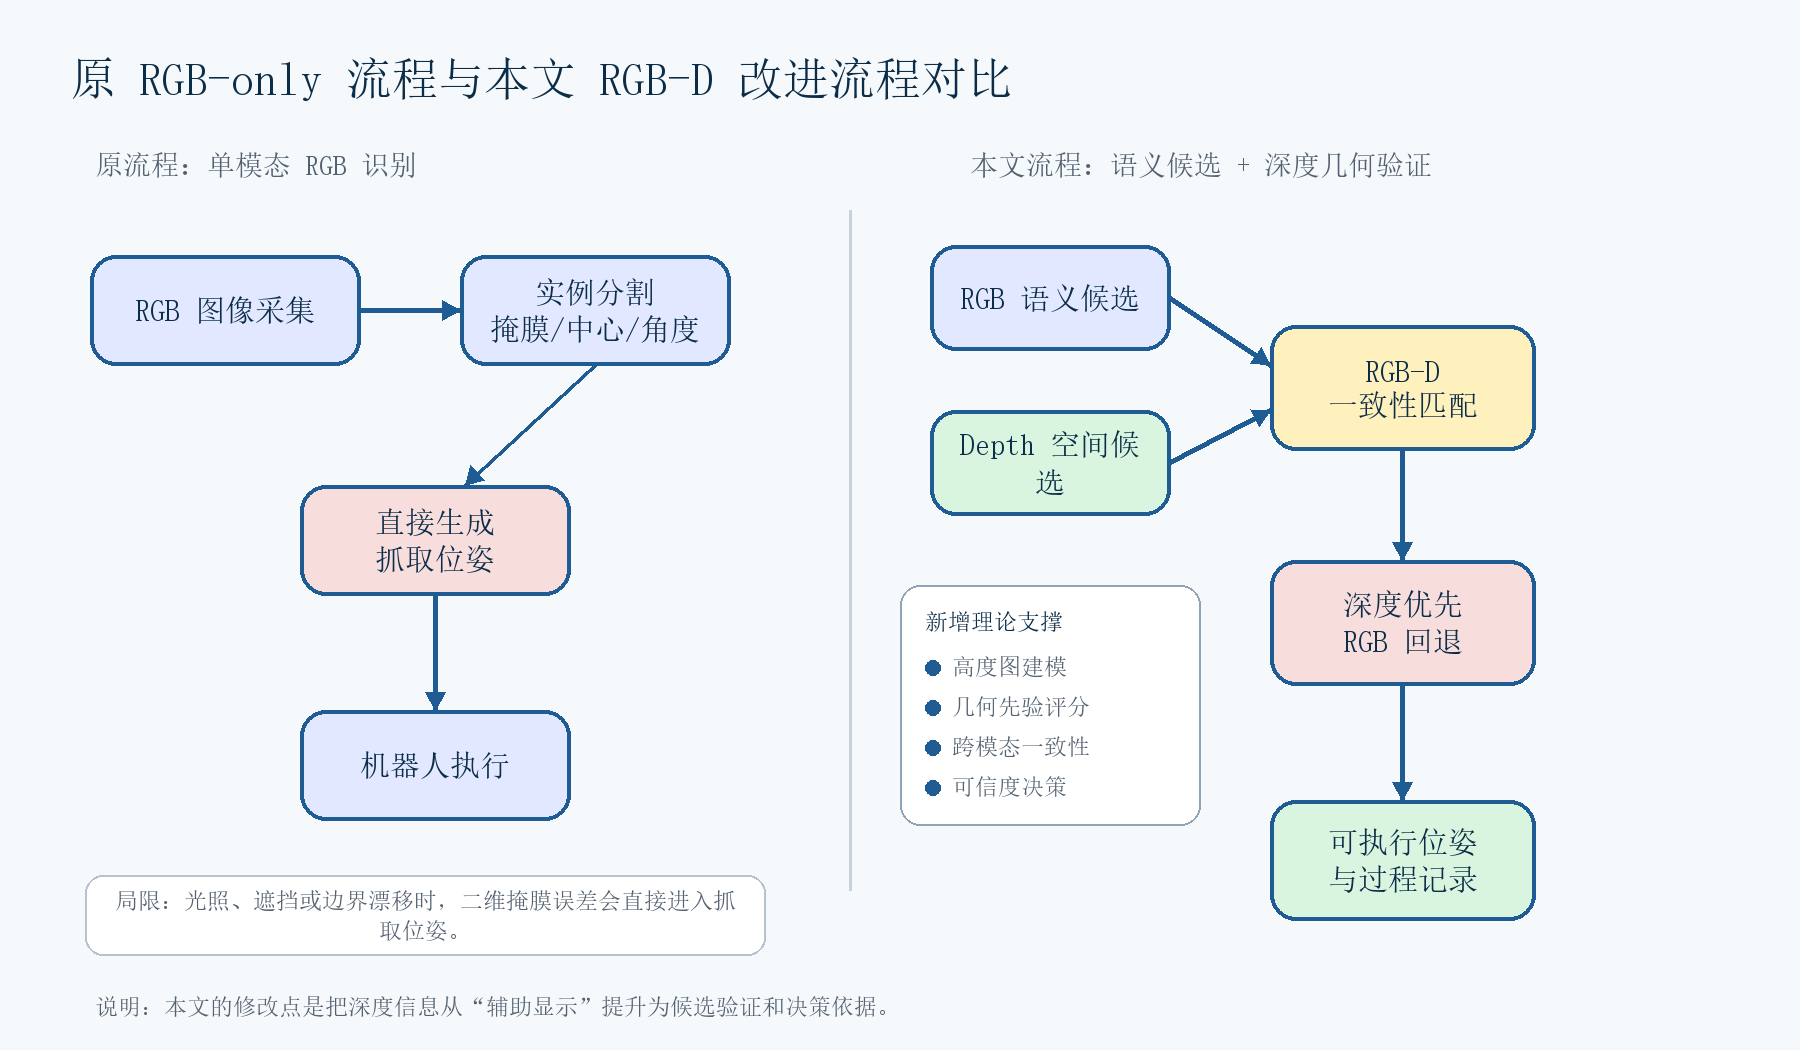 原 RGB-only 流程与本文 RGB-D 改进流程对比
原流程：单模态 RGB 识别
RGB 图像采集
实例分割
掩膜/中心/角度
直接生成
抓取位姿
机器人执行
局限：光照、遮挡或边界漂移时，二维掩膜误差会直接进入抓
取位姿。
本文流程：语义候选 + 深度几何验证
RGB 语义候选
Depth 空间候
选
RGB-D
一致性匹配
深度优先
RGB 回退
可执行位姿
与过程记录
新增理论支撑
高度图建模
几何先验评分
跨模态一致性
可信度决策
说明：本文的修改点是把深度信息从“辅助显示”提升为候选验证和决策依据。